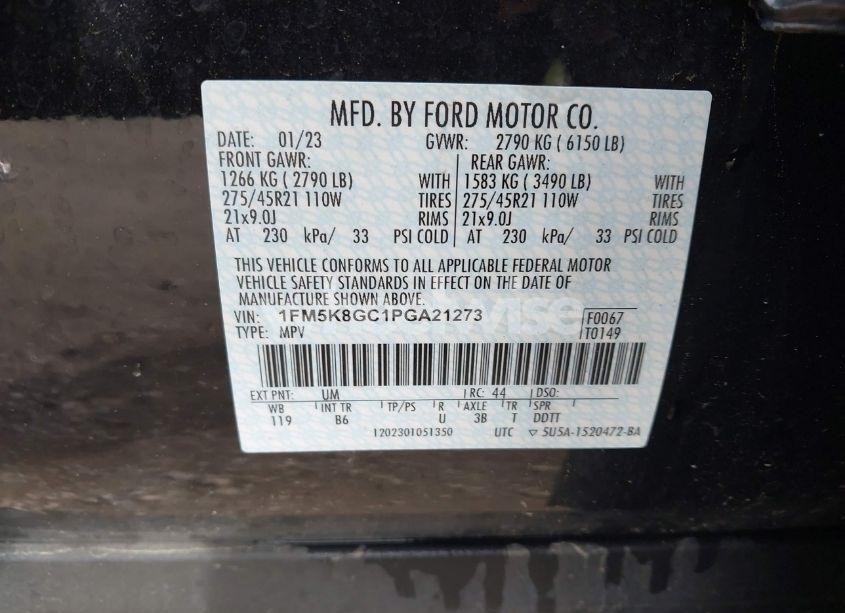 MFD. BY FORD MOTOR CO.
DATE: 01/23 GVWR: 2790 KG ( 6150 LB)
FRONT GAWR: REAR GAWR:
1266 KG ( 2790 LB) WITH 1583 KG ( 3490 LB) WITH
275/45R21 110W TIRES 275/45R21 110W TIRES
21x9.0J RIMS 21x9.0J RIMS
AT 230 kPa/ 33 PSI COLD AT 230 kPa/ 33 PSI COLD
THIS VEHICLE CONFORMS TO ALL APPLICABLE FEDERAL MOTOR
VEHICLE SAFETY STANDARDS IN EFFECT ON THE DATE OF
MANUFACTURE SHOWN ABOVE.
VIN: 1FM5K8GC1PGA21273 F0067
TYPE: MPV T0149
EXT PNT: UM RC: 44 DSO:
WB INT TR TP/PS R AXLE TR SPR
119 B6 U 3B T DDTT
1202301051350 UTC ▽ 5U5A-1520472-BA